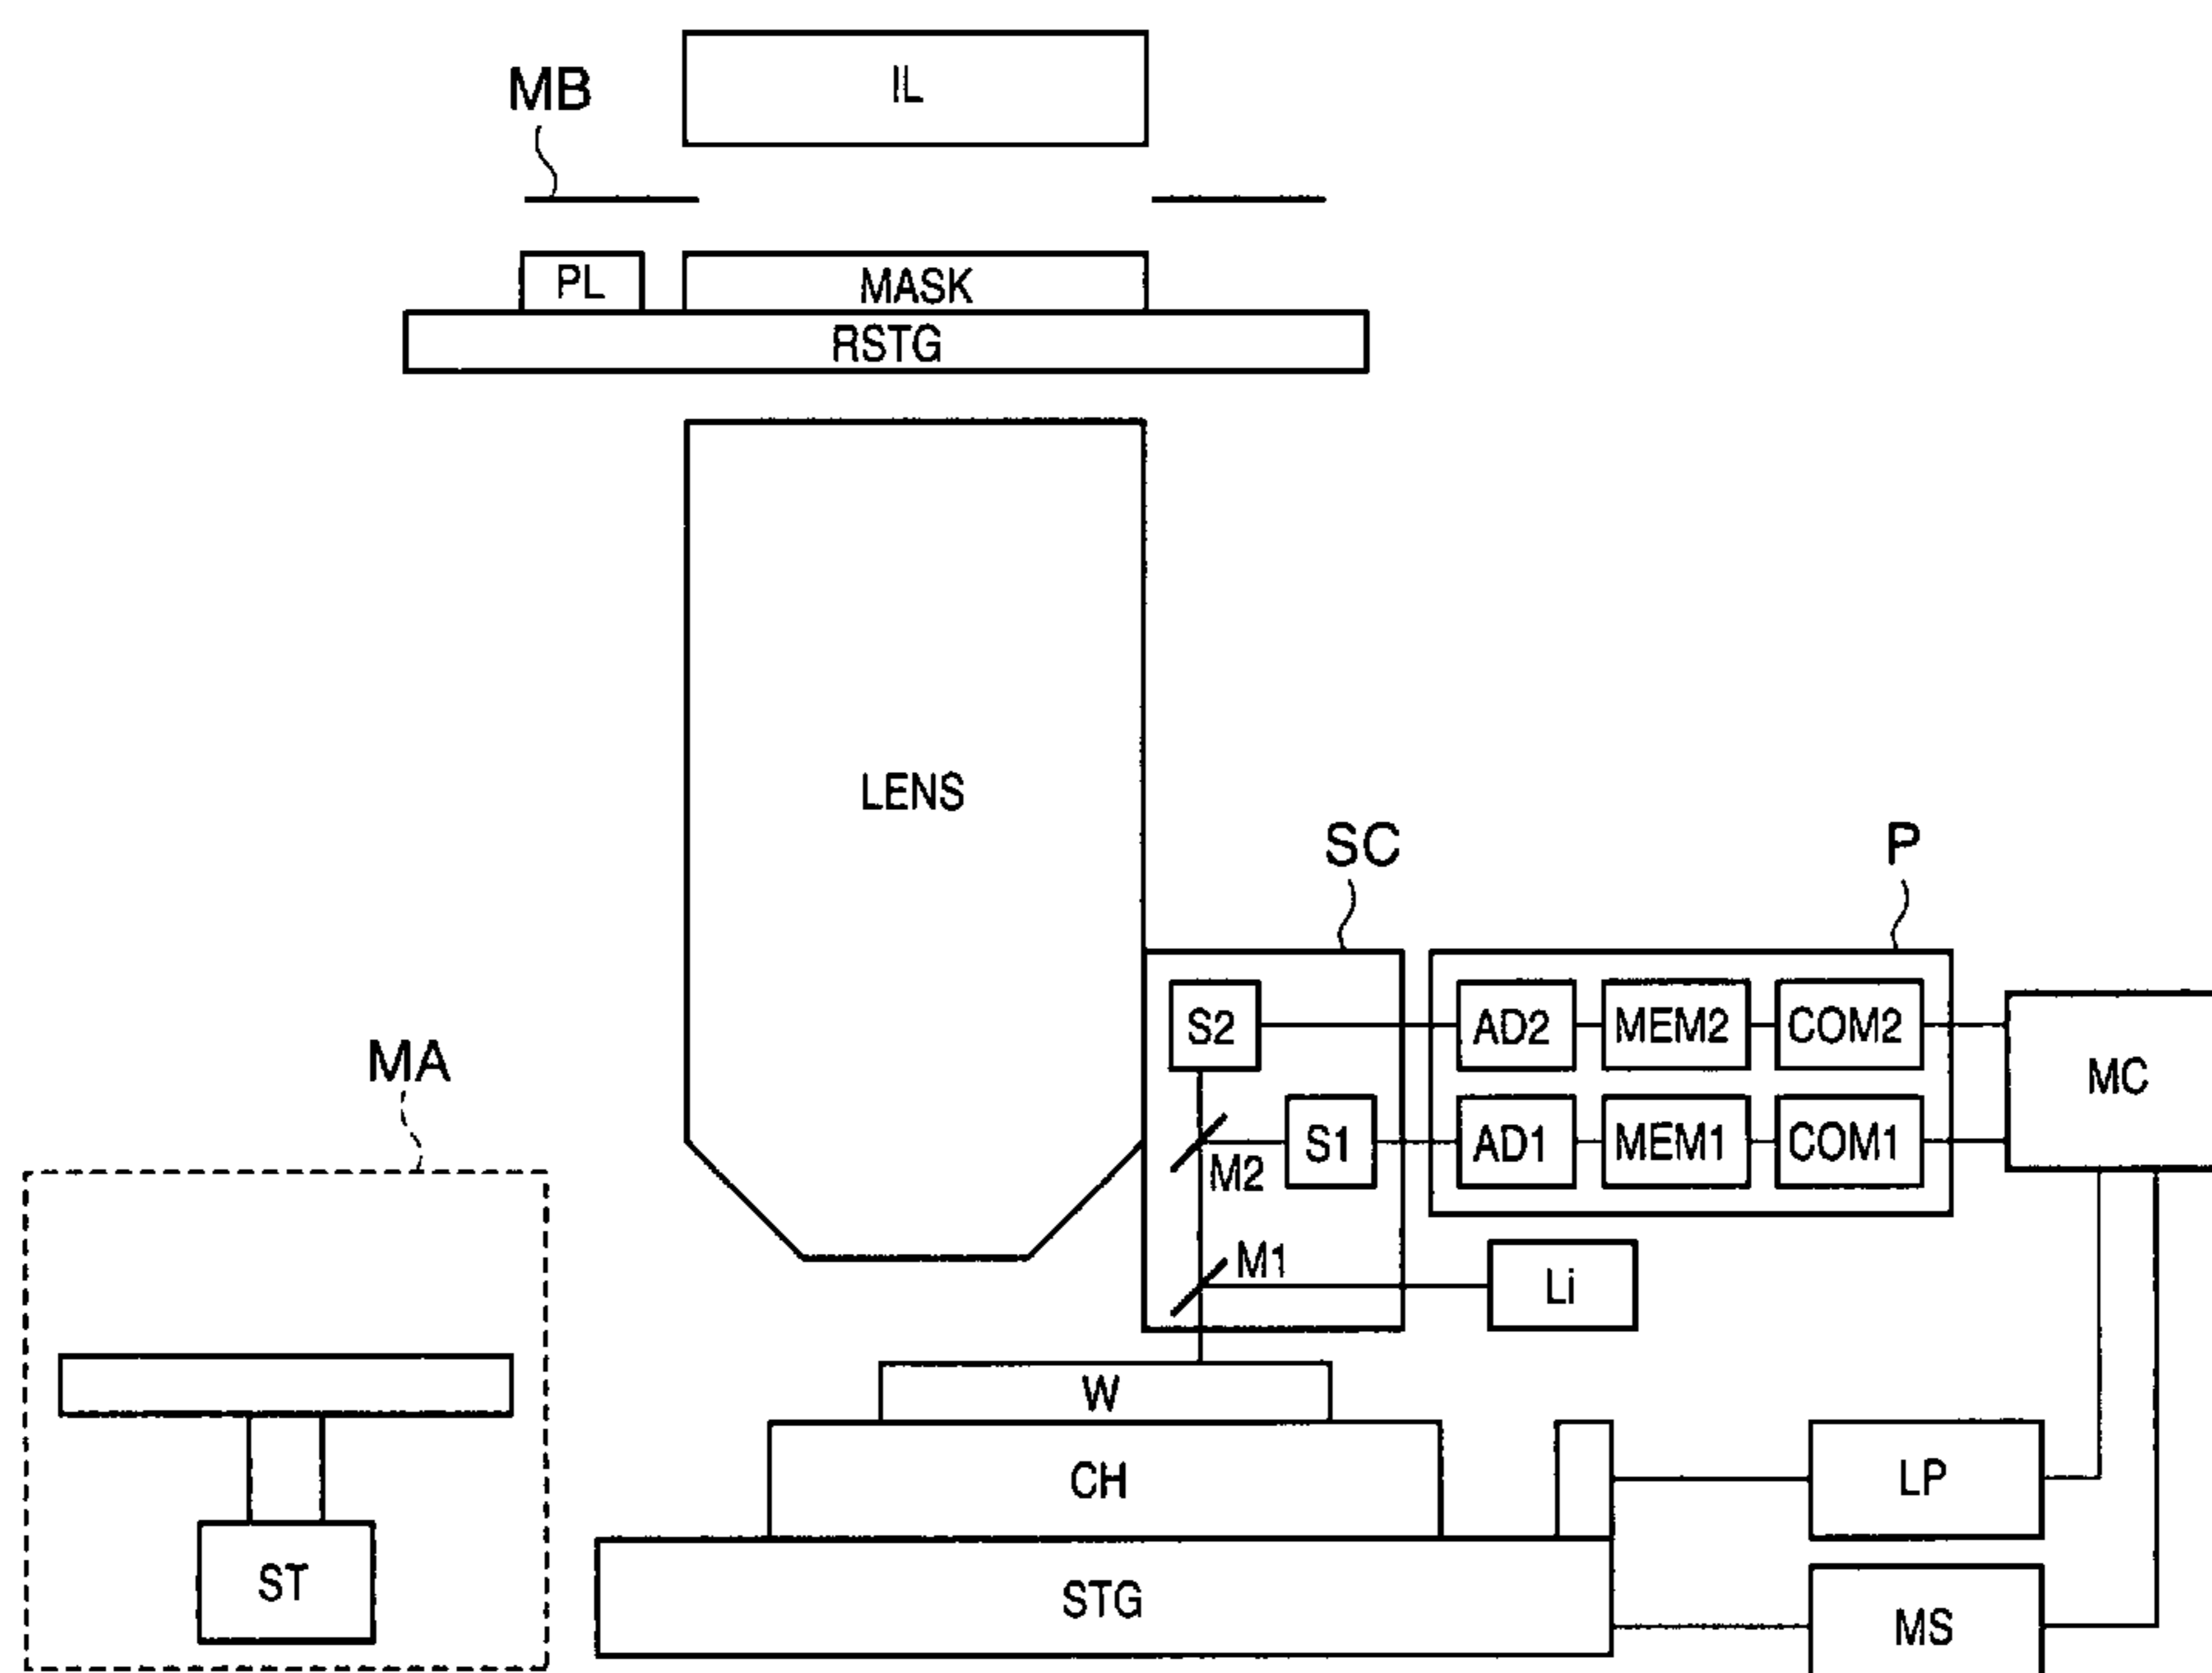 IL
MB
PL
MASK
RSTG
LENS
SC
P
S2
AD2
MEM2
COM2
MC
MA
S1
AD1
MEM1
COM1
M2
M1
Li
W
CH
LP
ST
STG
MS